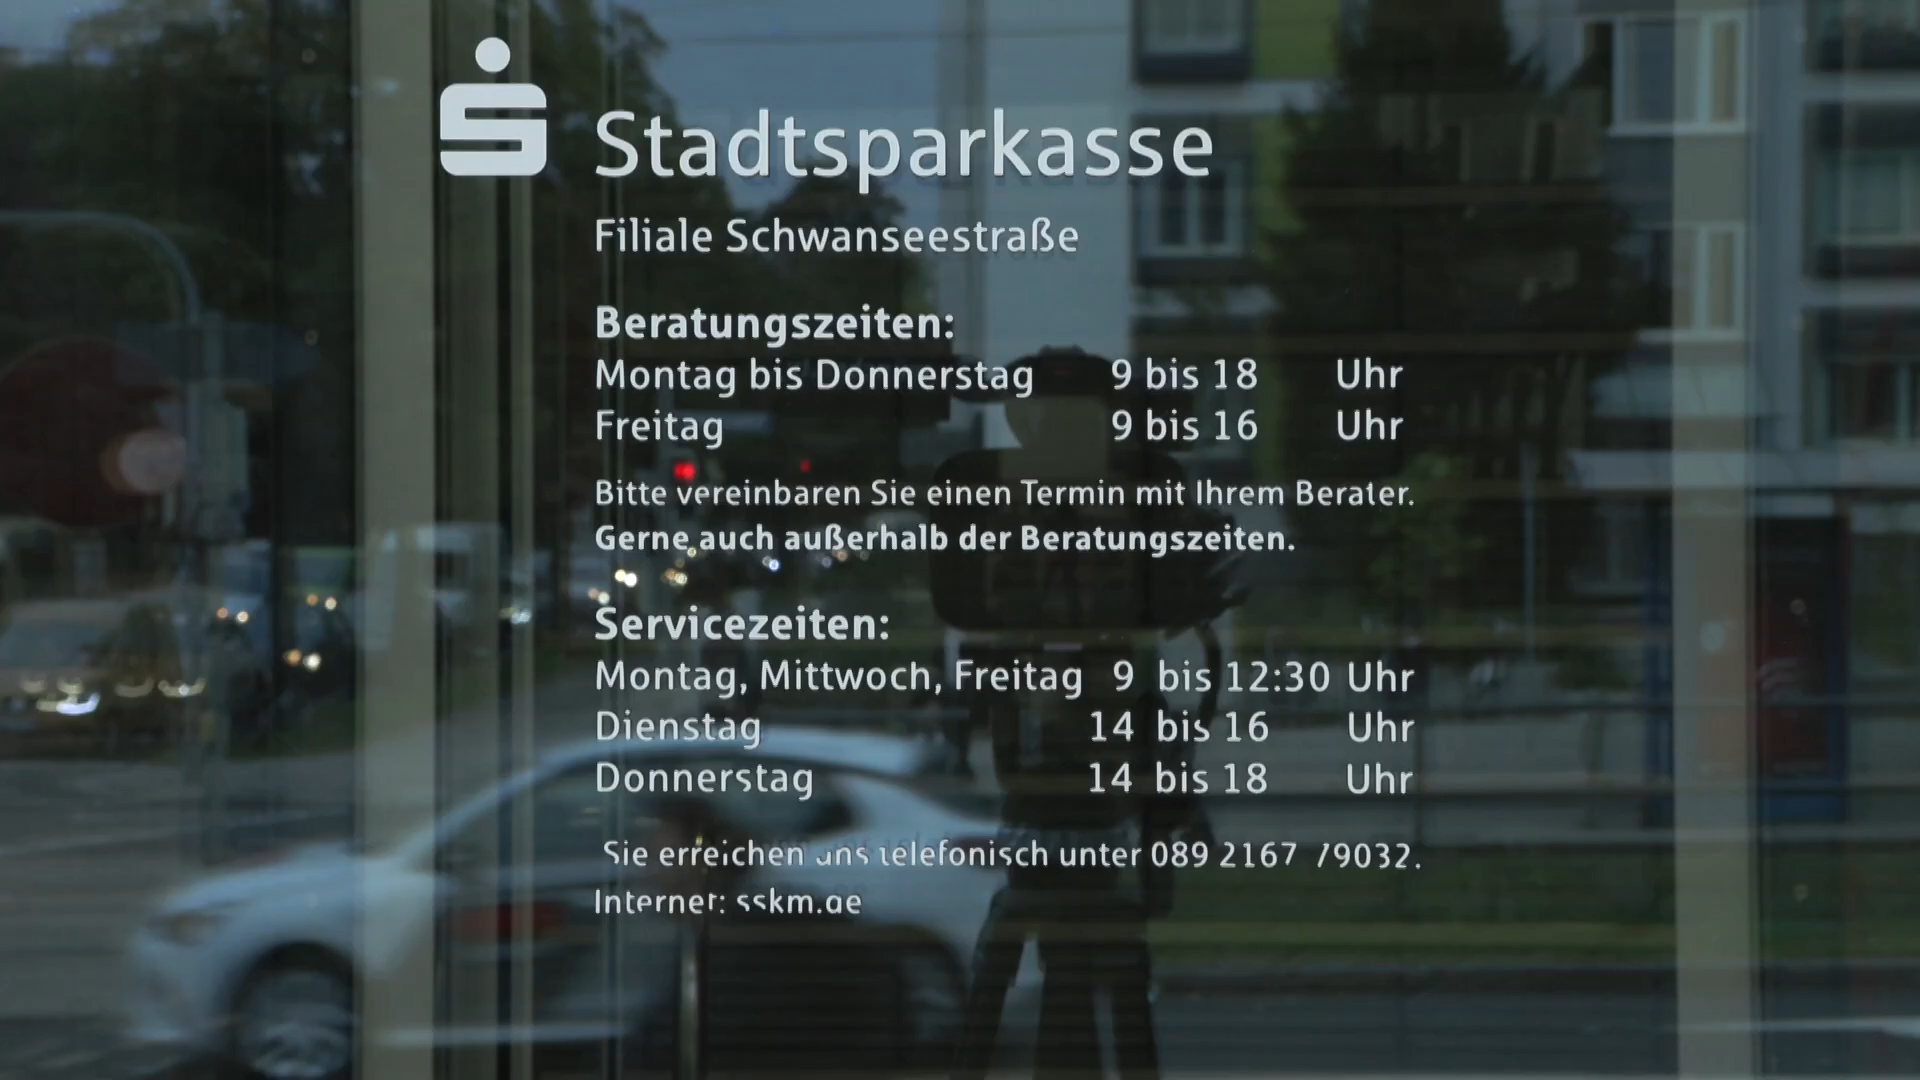 Stadtsparkasse
Filiale Schwanseestraße
Beratungszeiten:
Montag bis Donnerstag 9 bis 18 Uhr
Freitag 9 bis 16 Uhr
Bitte vereinbaren Sie einen Termin mit Ihrem Berater.
Gerne auch außerhalb der Beratungszeiten.
Servicezeiten:
Montag, Mittwoch, Freitag 9 bis 12:30 Uhr
Dienstag 14 bis 16 Uhr
Donnerstag 14 bis 18 Uhr
Sie erreichen uns telefonisch unter 089 2167 79032.
Internet: sskm.de